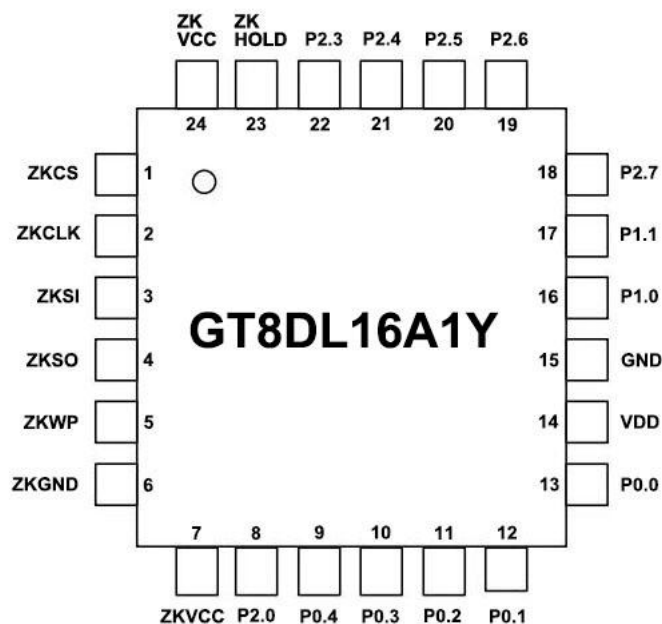 ZK ZK
VCC HOLD P2.3 P2.4 P2.5 P2.6
24 23 22 21 20 19
ZKCS 1 18 P2.7
ZKCLK 2 17 P1.1
ZKSI 3 16 P1.0
GT8DL16A1Y
ZKSO 4 15 GND
ZKWP 5 14 VDD
ZKGND 6 13 P0.0
7 8 9 10 11 12
ZKVCC P2.0 P0.4 P0.3 P0.2 P0.1